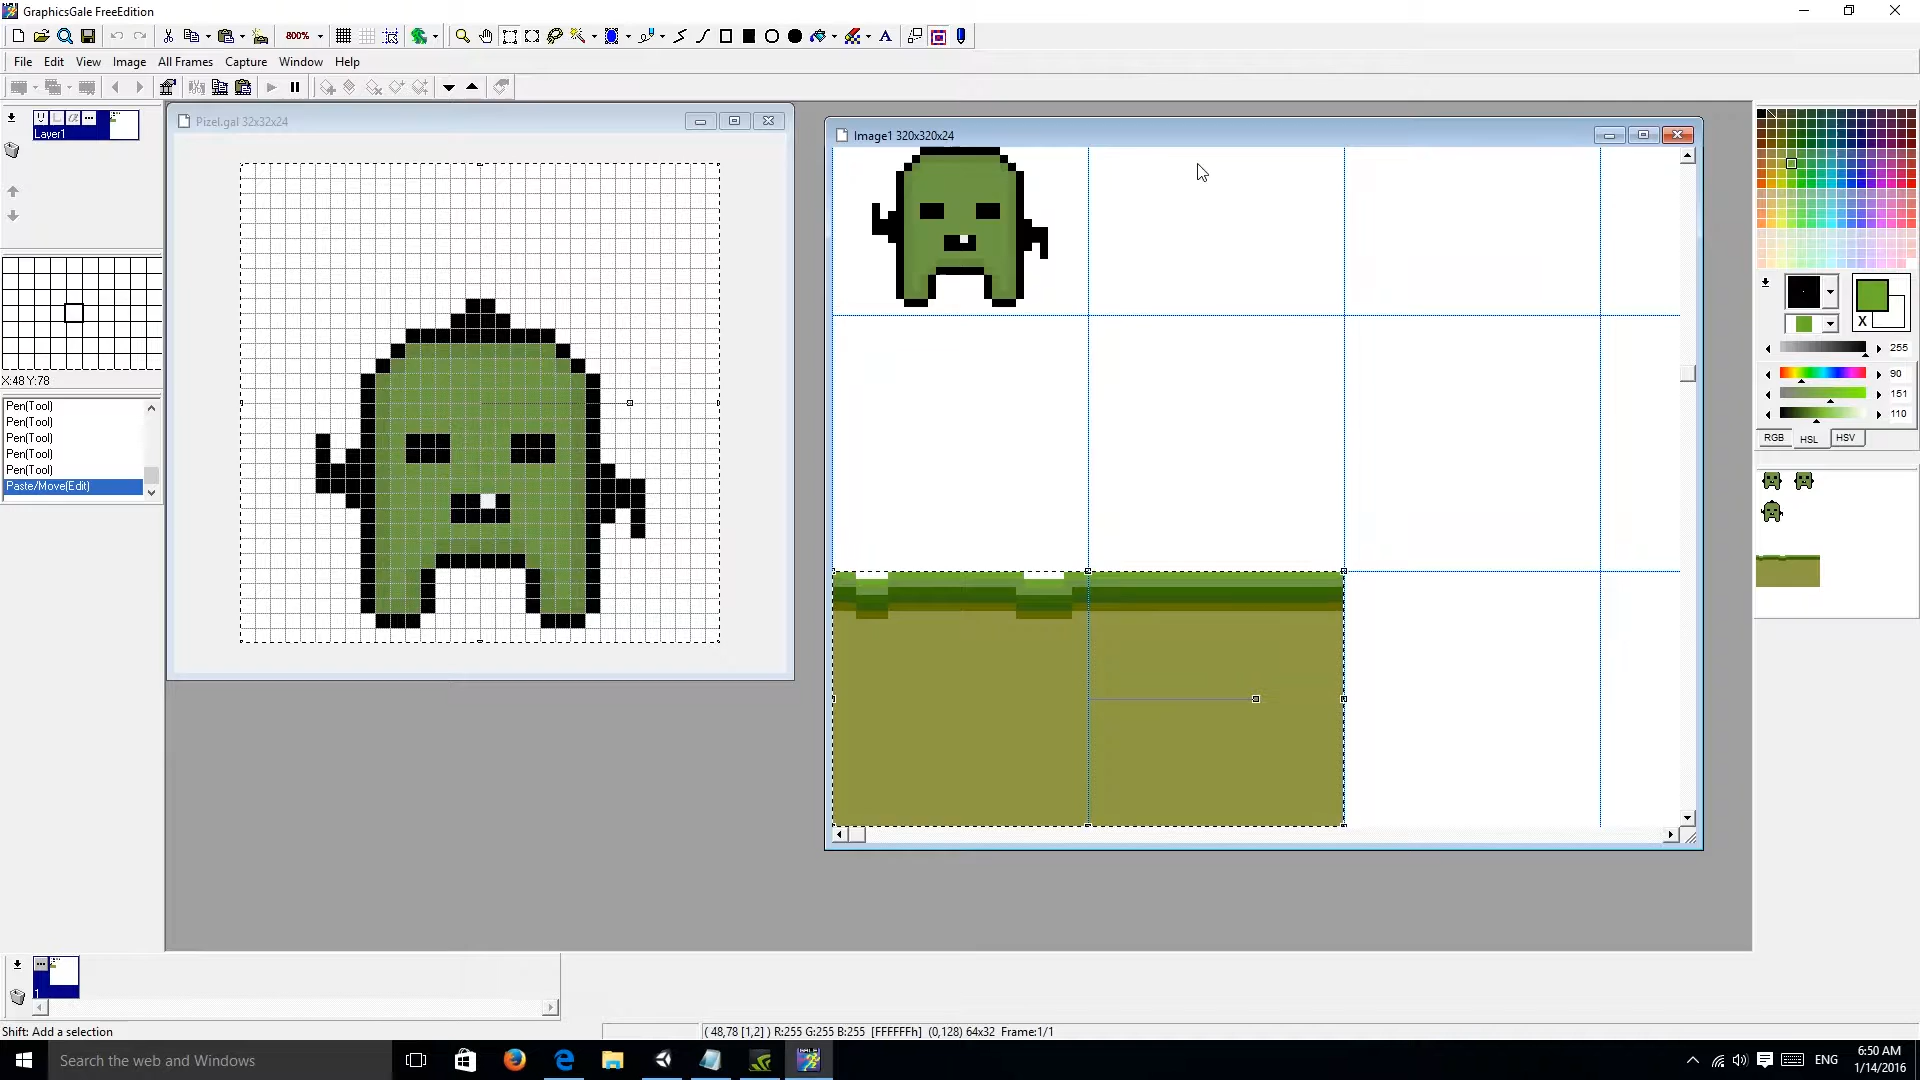 GraphicsGale FreeEdition
800%
A
File Edit View Image All Frames Capture Window Help
Layer1
Pizel.gal 32x32x24
Image1 320x320x24
X:48 Y:78
Pen(Tool)
Pen(Tool)
Pen(Tool)
Pen(Tool)
Pen(Tool)
Paste/Move(Edit)
X
255
90
151
110
RGB HSL HSV
1
Shift: Add a selection
( 48,78 [1,2] ) R:255 G:255 B:255 [FFFFFFh] (0,128) 64x32 Frame:1/1
Search the web and Windows
ENG
6:50 AM
1/14/2016